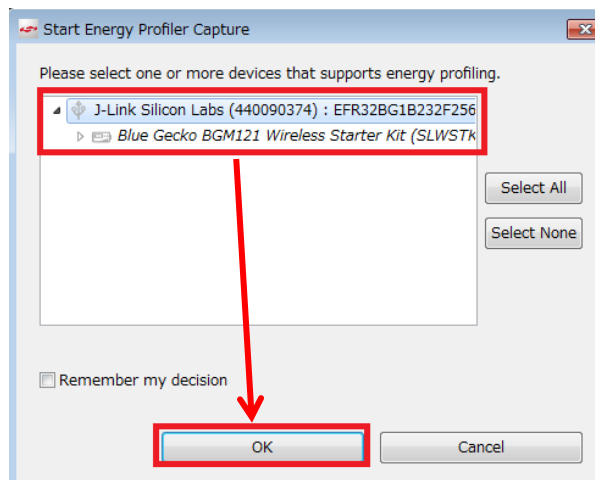 Start Energy Profiler Capture
Please select one or more devices that supports energy profiling.
J-Link Silicon Labs (440090374) : EFR32BG1B232F256
Blue Gecko BGM121 Wireless Starter Kit (SLWSTK
Select All
Select None
Remember my decision
OK
Cancel